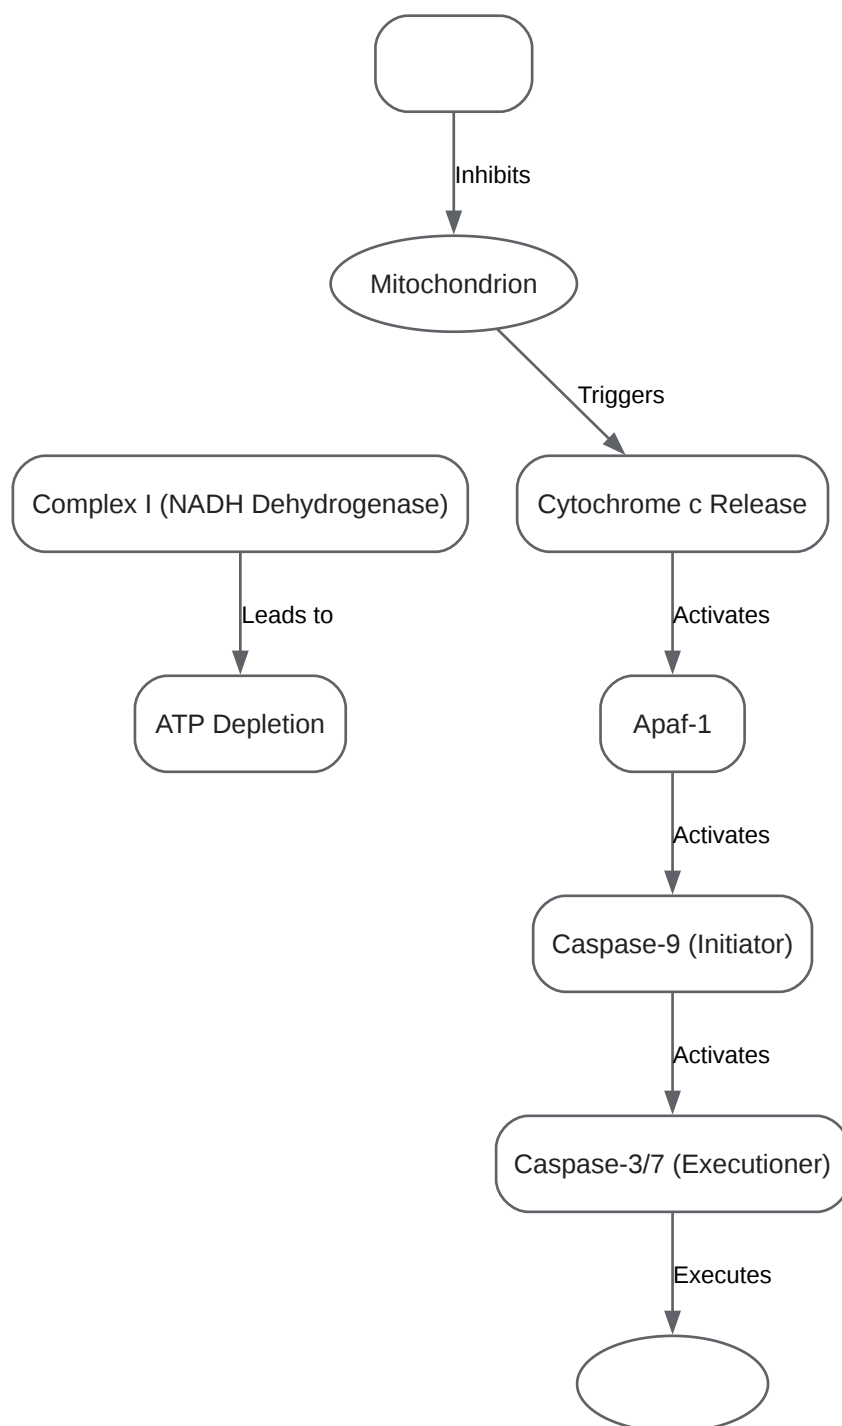 Inhibits
Mitochondrion
Triggers
Complex I (NADH Dehydrogenase)
Cytochrome c Release
Leads to
Activates
ATP Depletion
Apaf-1
Activates
Caspase-9 (Initiator)
Activates
Caspase-3/7 (Executioner)
Executes